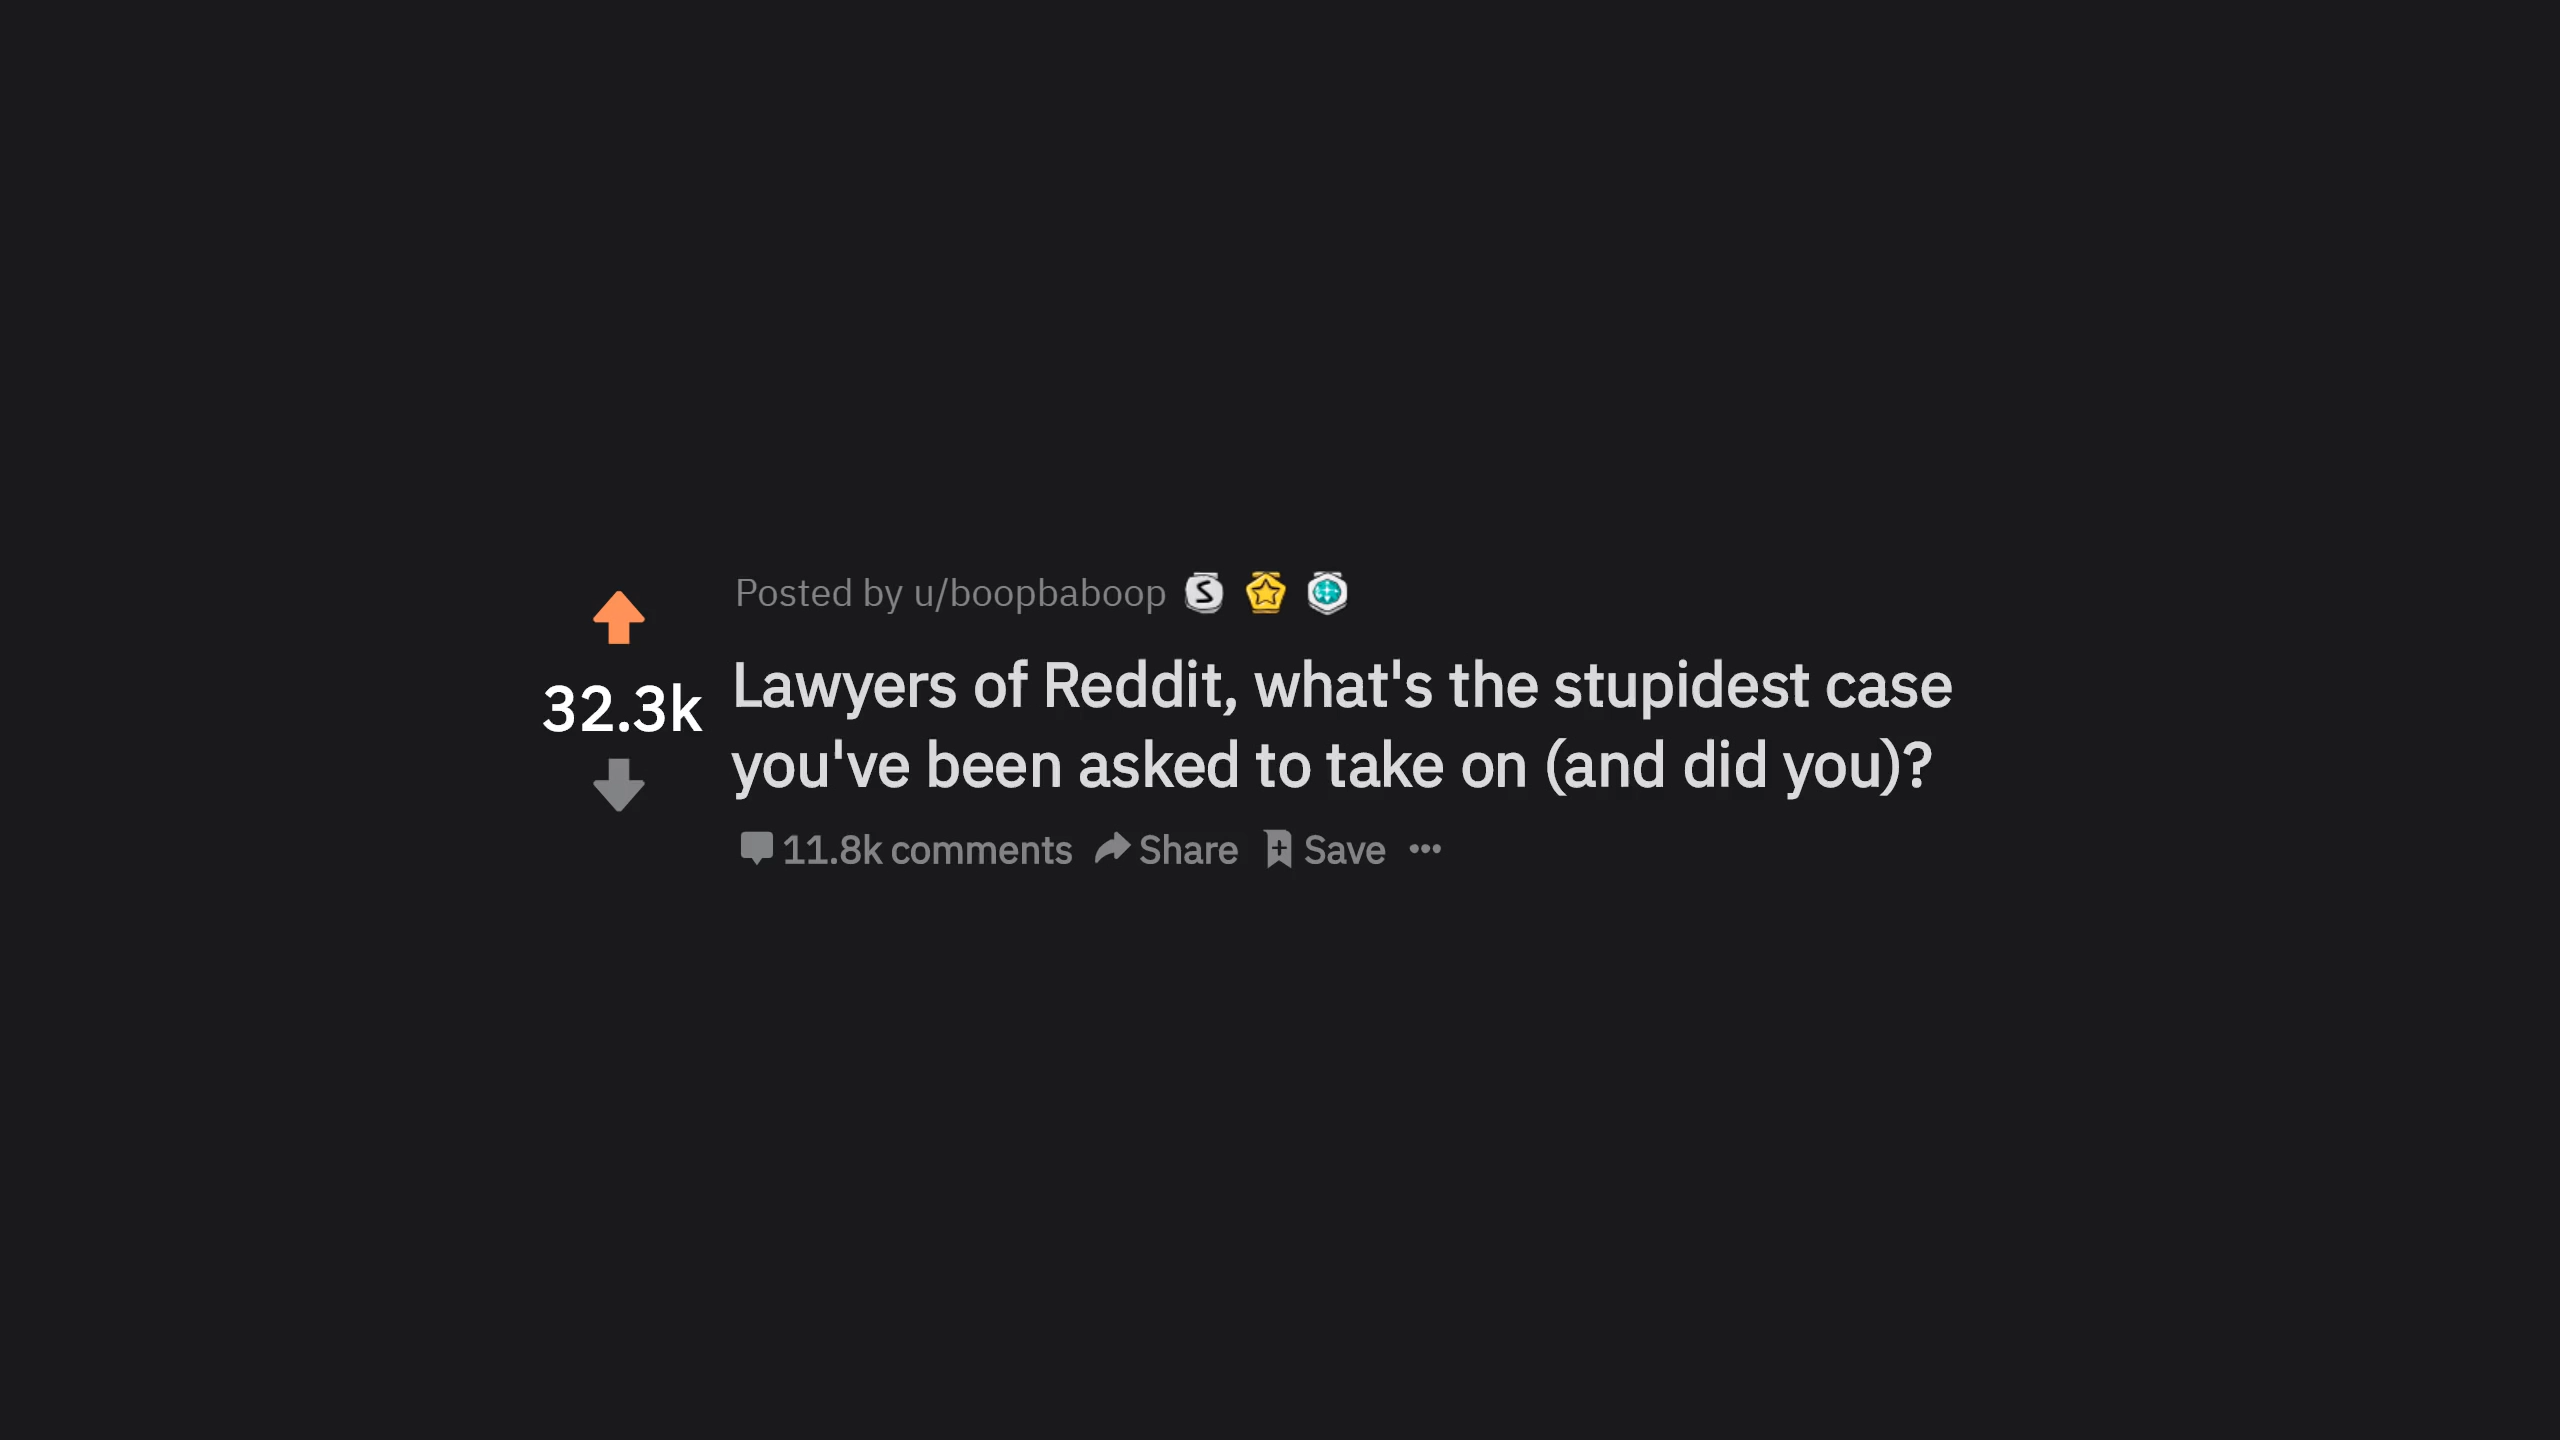 Posted by u/boopbaboop
32.3k
Lawyers of Reddit, what's the stupidest case
you've been asked to take on (and did you)?
11.8k comments Share Save